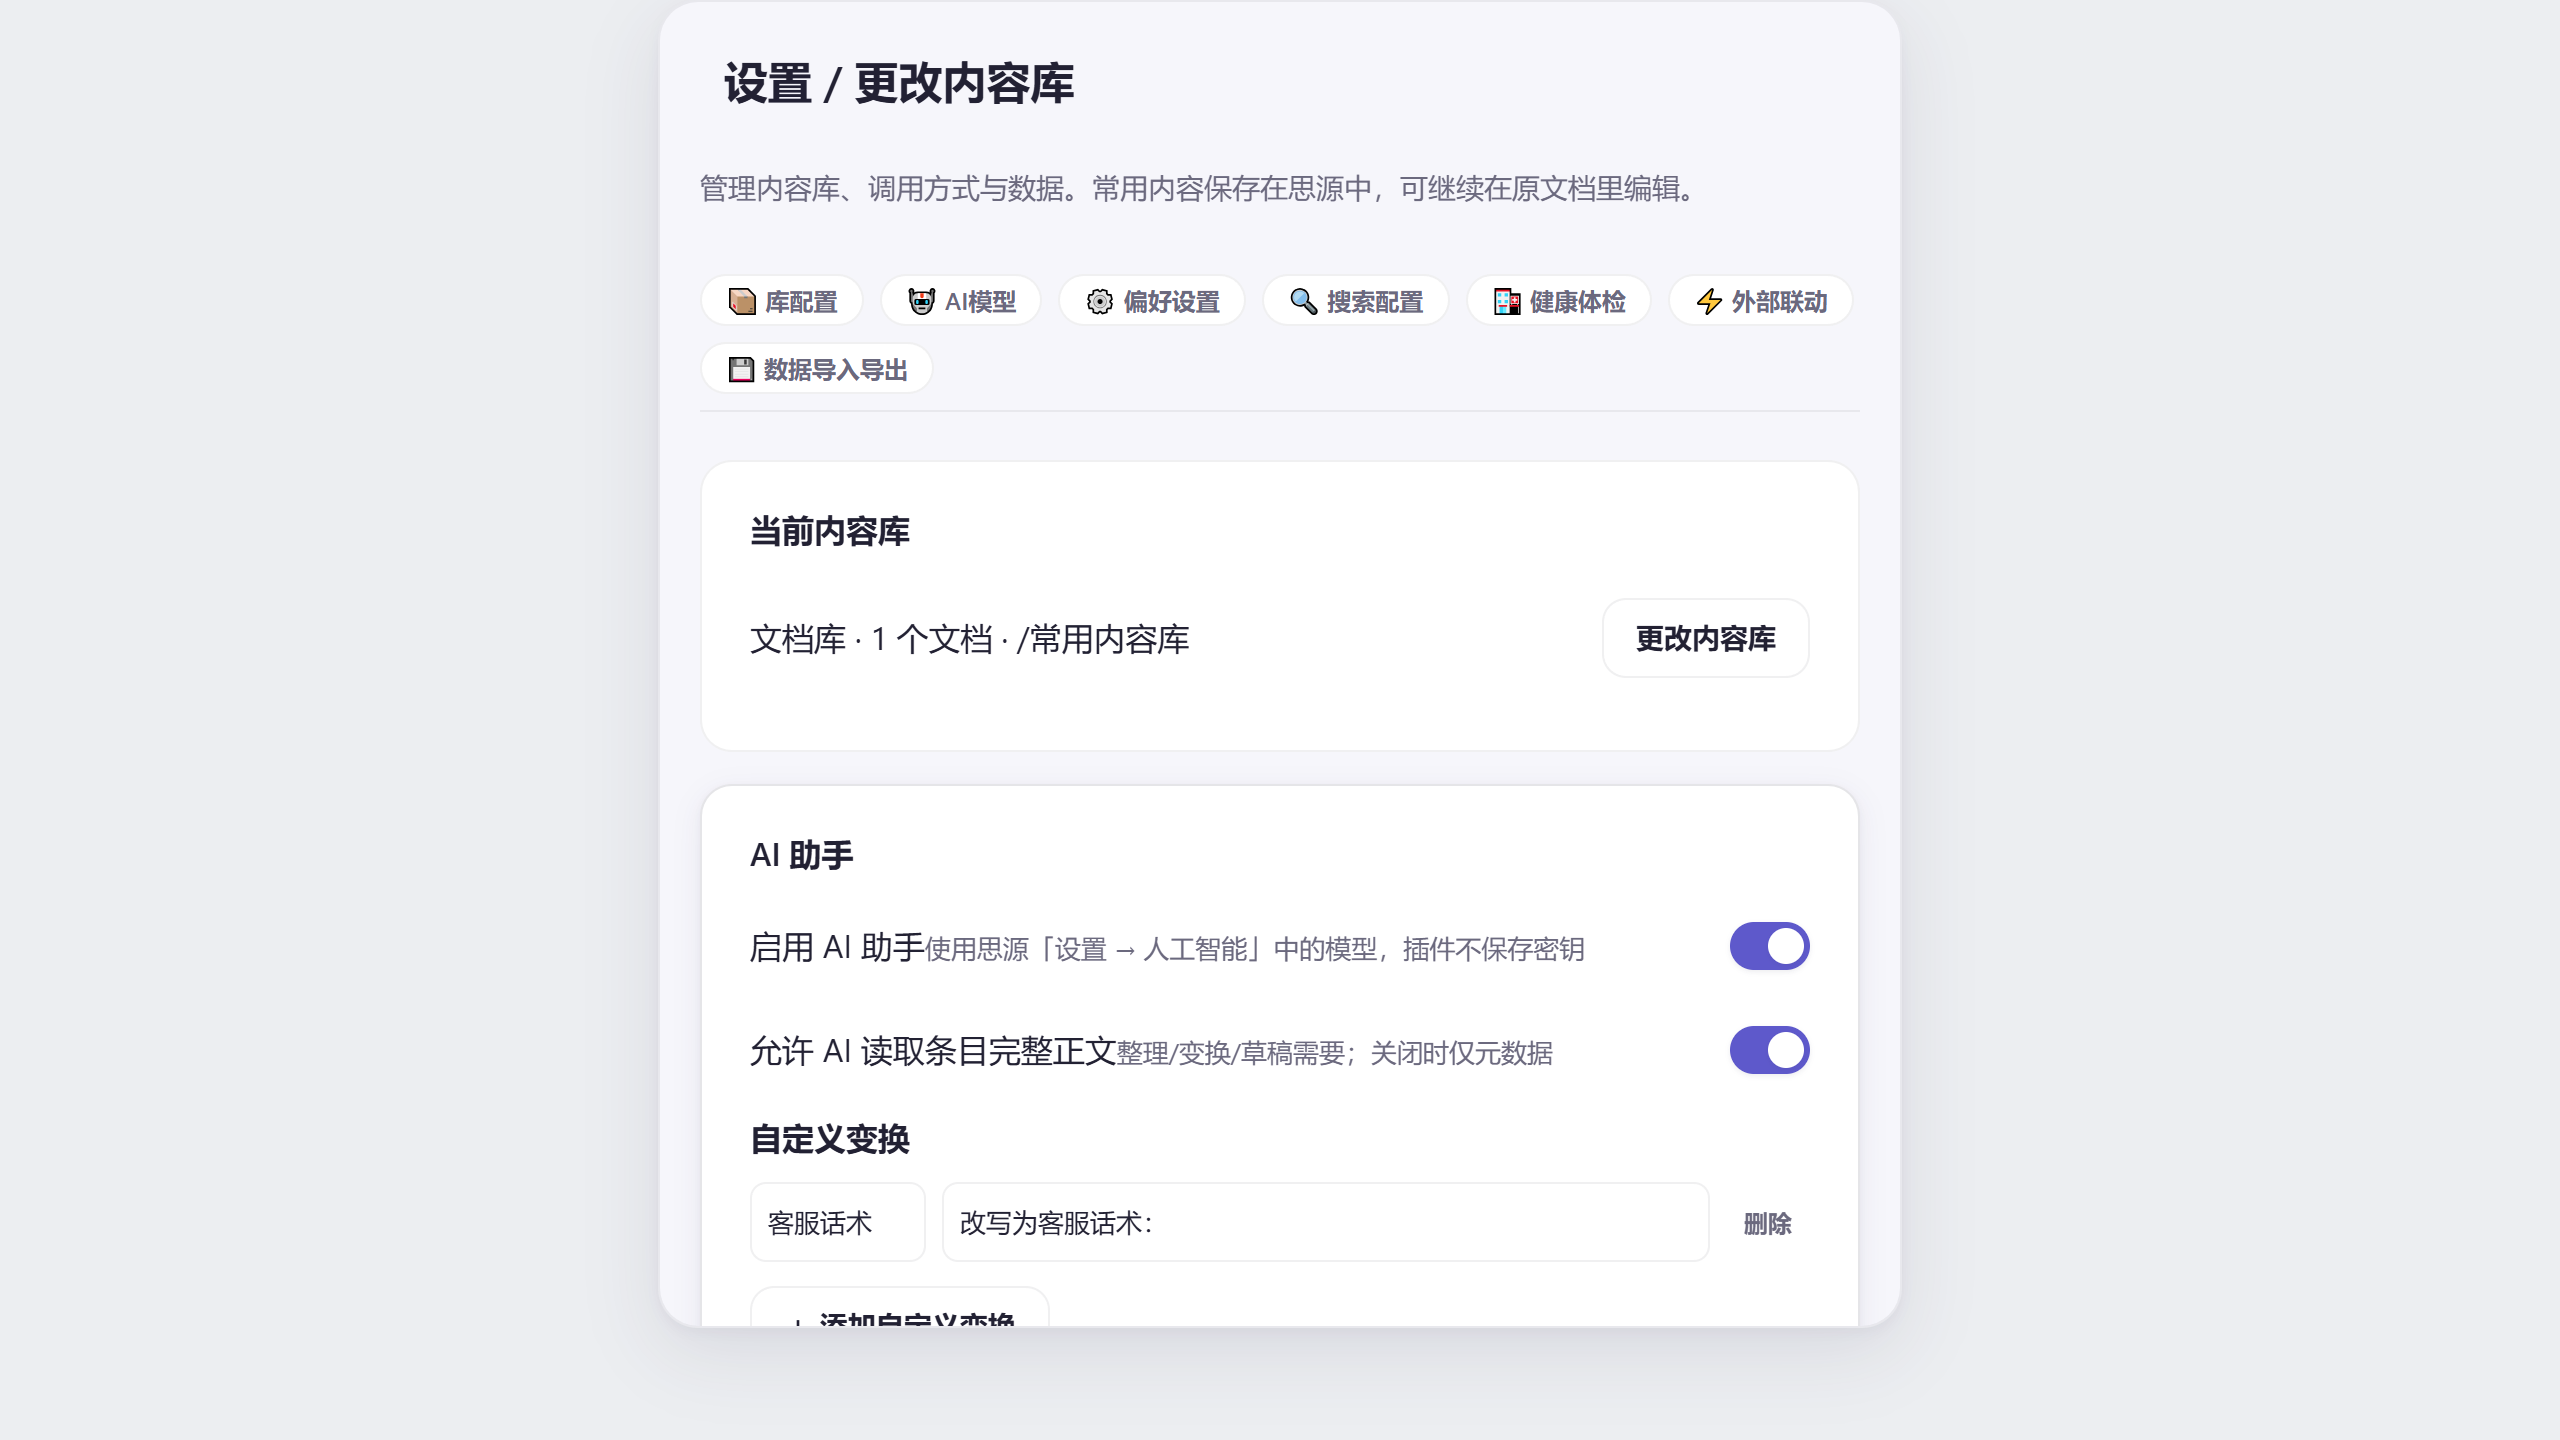 设置 / 更改内容库
管理内容库、调用方式与数据。常用内容保存在思源中，可继续在原文档里编辑。
库配置
AI模型
偏好设置
搜索配置
健康体检
外部联动
数据导入导出
当前内容库
文档库 · 1 个文档 · /常用内容库
更改内容库
AI 助手
启用 AI 助手使用思源「设置 → 人工智能」中的模型，插件不保存密钥
允许 AI 读取条目完整正文整理/变换/草稿需要；关闭时仅元数据
自定义变换
客服话术
改写为客服话术：
删除
+ 添加自定义变换